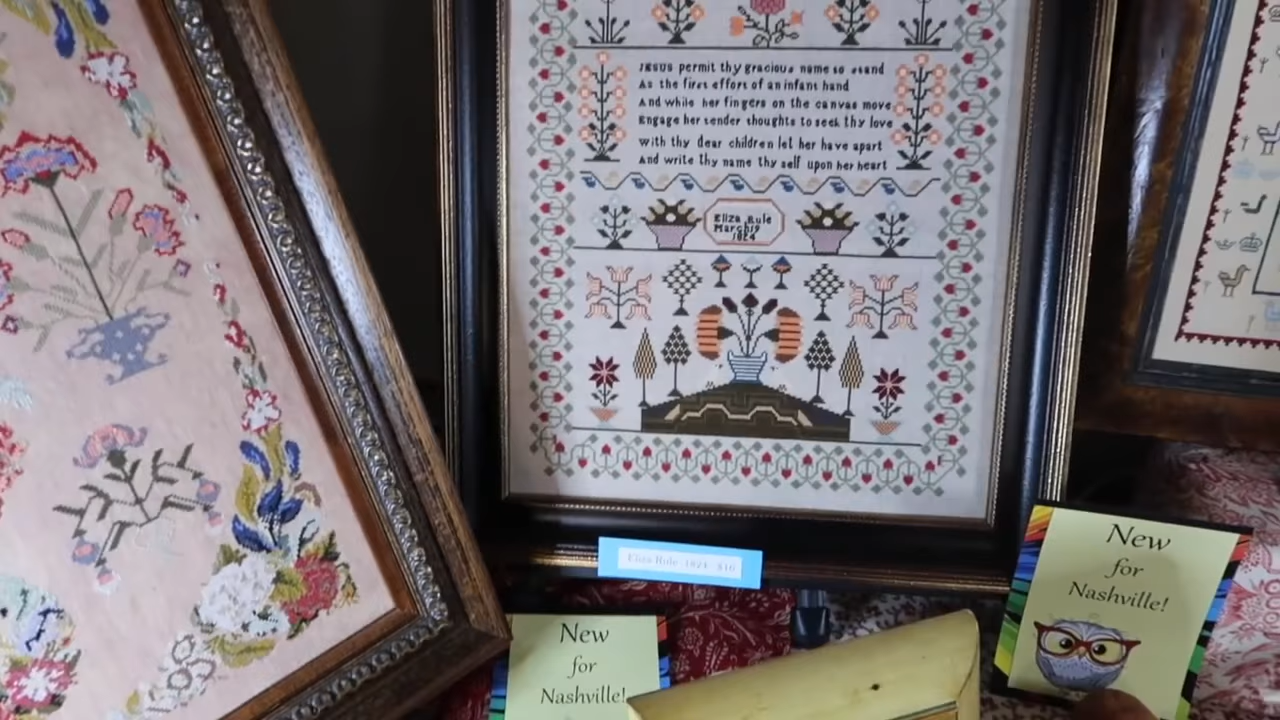 JESUS permit thy gracious name so stand
As the first effort of an infant hand
And while her fingers on the canvas move
Engage her tender thoughts to seek thy love
with thy dear children let her have apart
And write thy name thy self upon her heart
Eliza Rule
March 19
1824
Eliza Rule 1824 $16
New
for
Nashville!
New
for
Nashville!